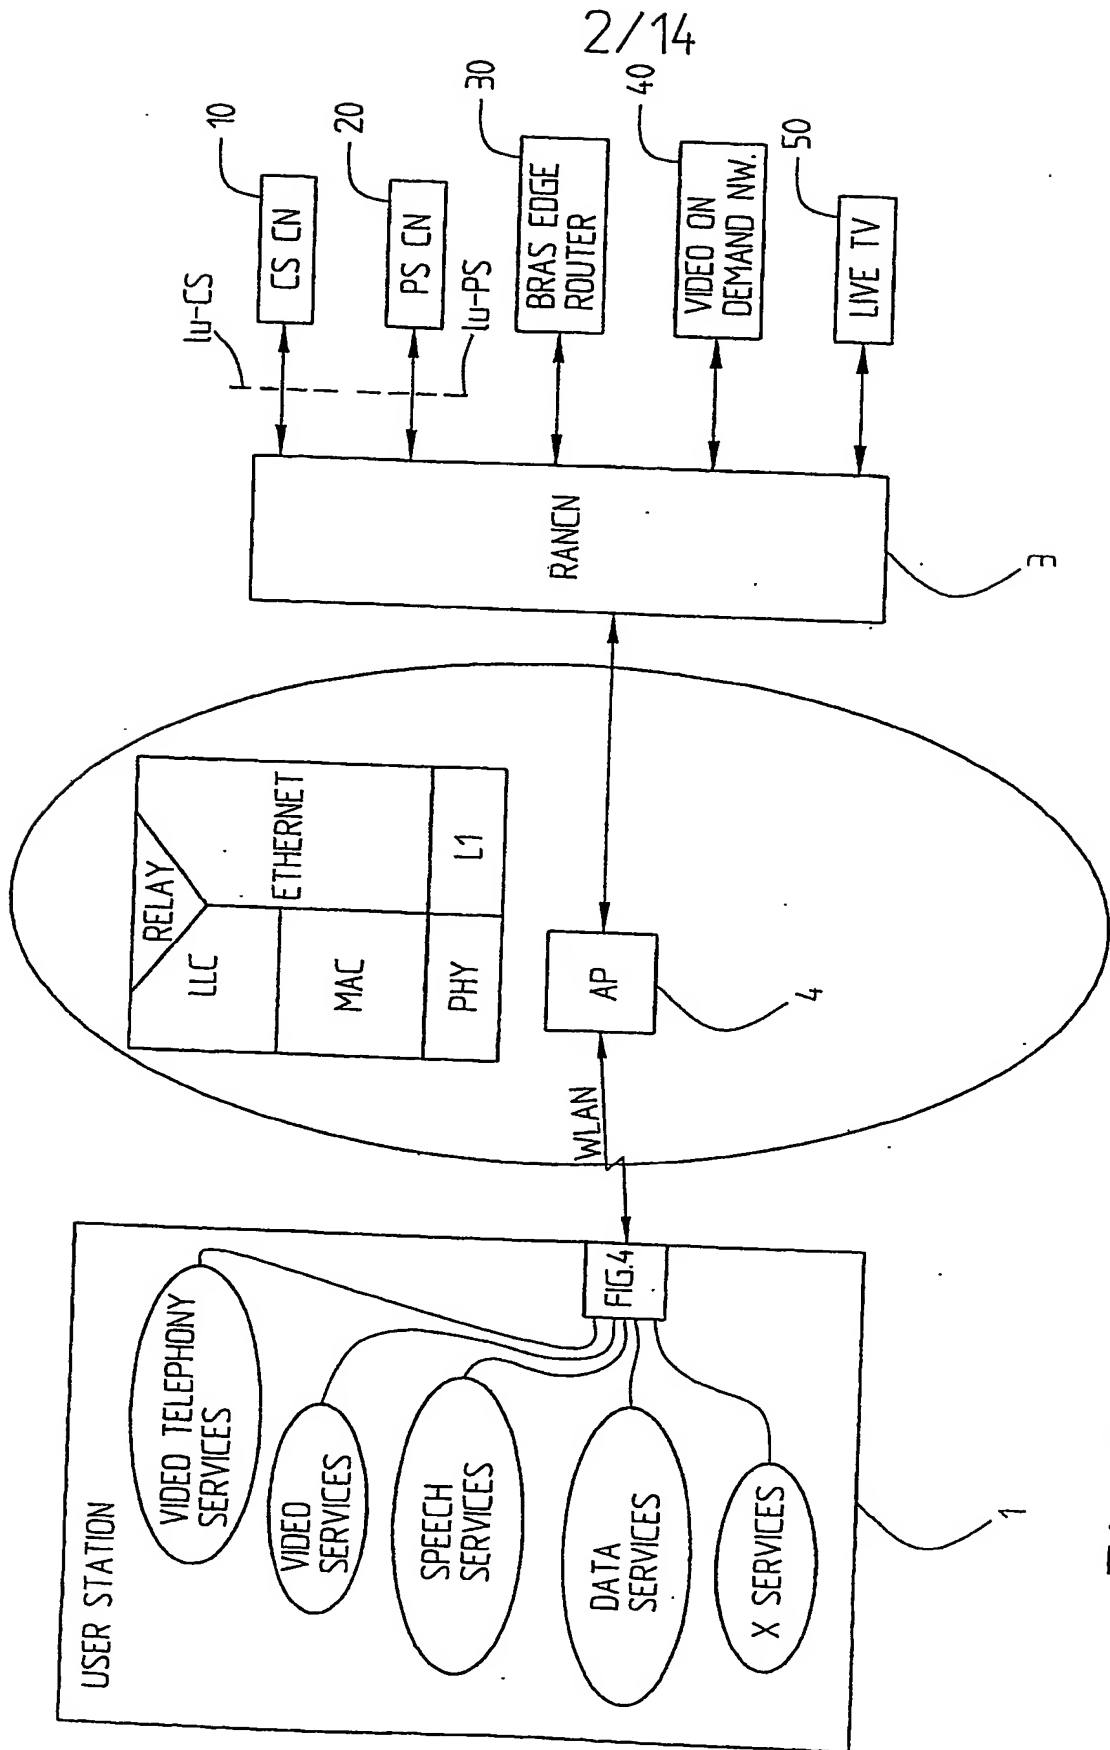 2/14
USER STATION
VIDEO TELEPHONY
SERVICES
VIDEO
SERVICES
SPEECH
SERVICES
DATA
SERVICES
X SERVICES
FIG.4
1
WLAN
RELAY
LLC
ETHERNET
MAC
PHY
L1
AP
4
RANCN
3
Iu-CS
Iu-PS
CS CN
10
PS CN
20
BRAS EDGE
ROUTER
30
VIDEO ON
DEMAND NW.
40
LIVE TV
50